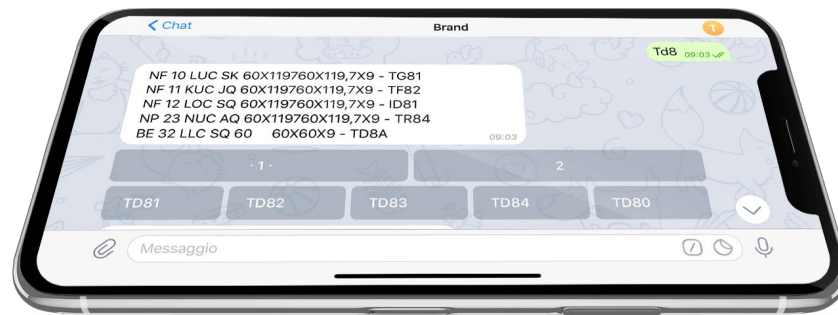 Chat
Brand
T
Td8 09:03
NF 10 LUC SK 60X119760X119,7X9 - TG81
NF 11 KUC JQ 60X119760X119,7X9 - TF82
NF 12 LOC SQ 60X119760X119,7X9 - ID81
NP 23 NUC AQ 60X119760X119,7X9 - TR84
BE 32 LLC SQ 60 60X60X9 - TD8A
09:03
· 1 · 2
TD81 TD82 TD83 TD84 TD80
Messaggio